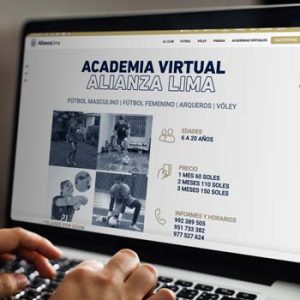 AlianzaLima
EL CLUB
FÚTBOL
VÓLEY
PRENSA
ACADEMIAS VIRTUALES
ACADEMIA VIRTUAL
ALIANZA LIMA
FÚTBOL MASCULINO | FÚTBOL FEMENINO | ARQUEROS | VÓLEY
EDADES
6 A 20 AÑOS
PRECIO
1 MES 60 SOLES
2 MESES 110 SOLES
3 MESES 150 SOLES
INFORMES Y HORARIOS
992 389 505
951 733 382
977 527 624